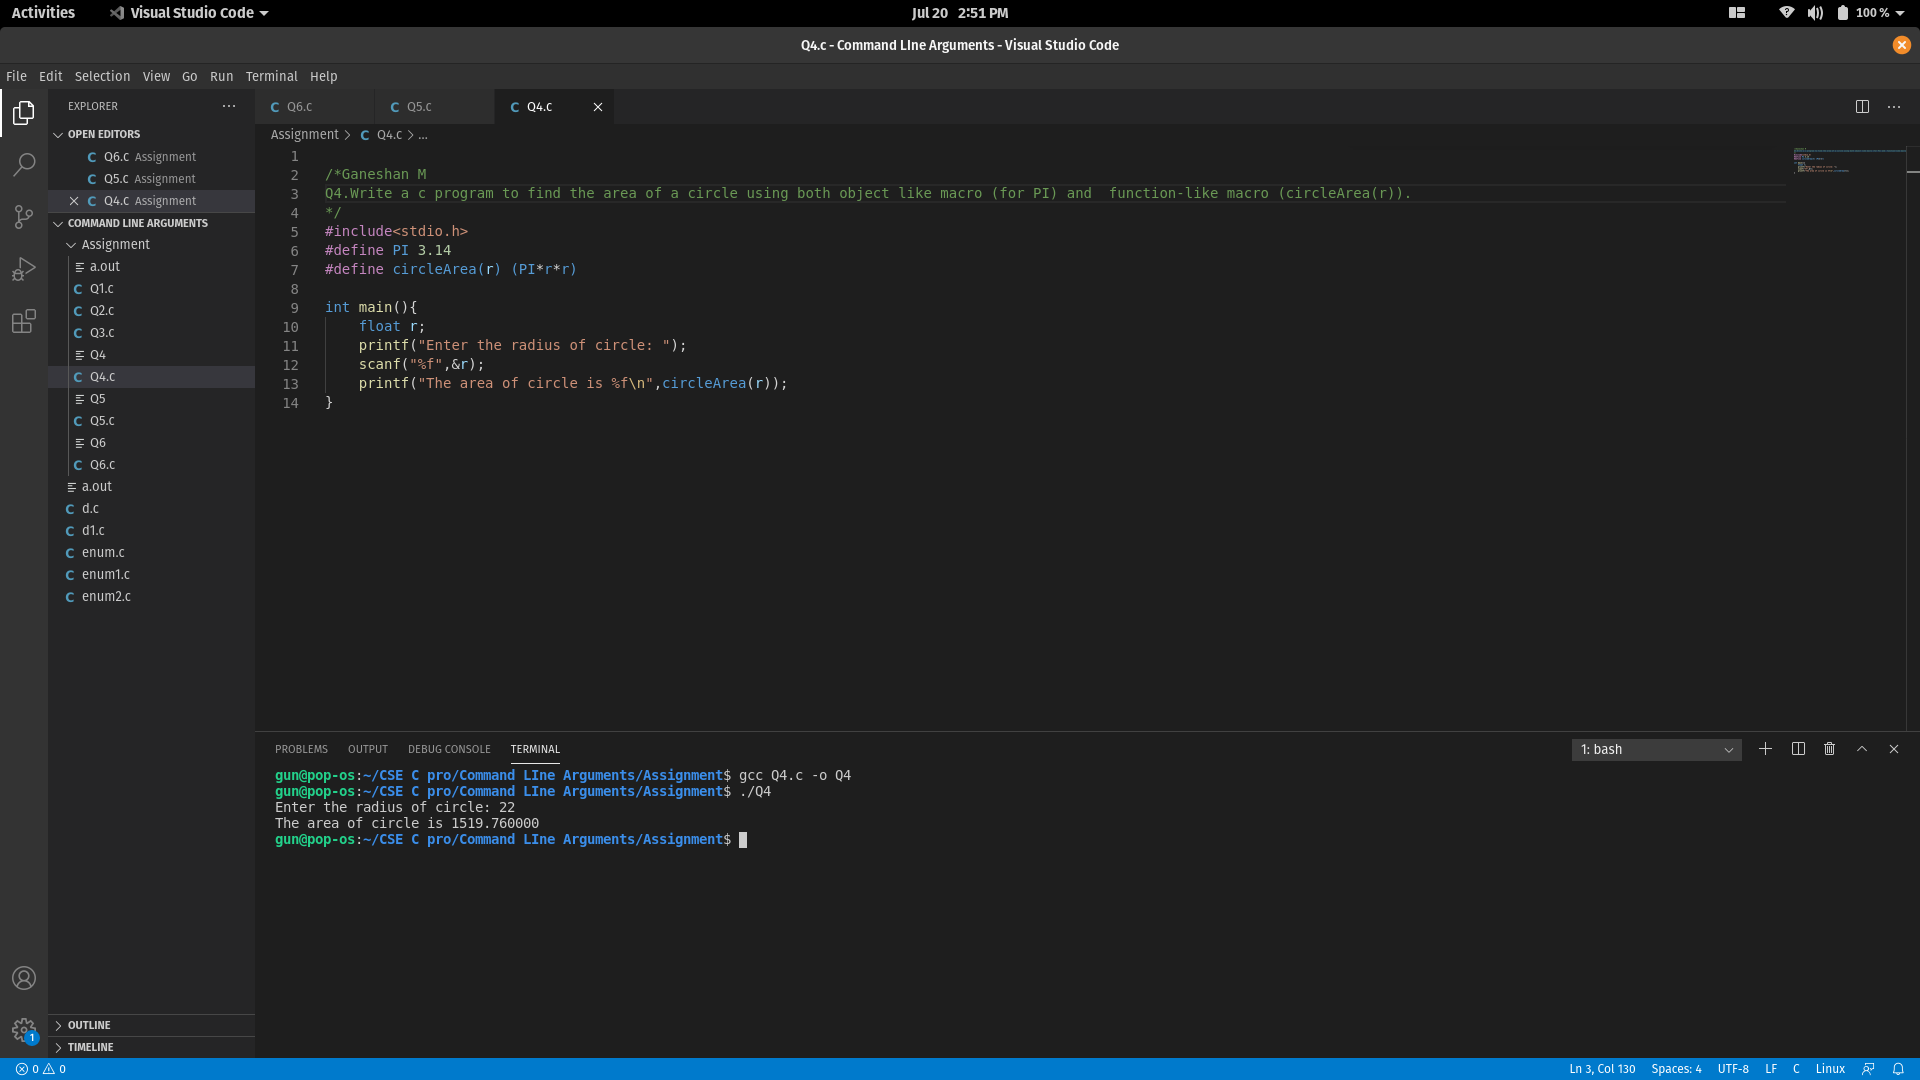 Activities
Visual Studio Code
Jul 20 2:51 PM
100 %
Q4.c - Command LIne Arguments - Visual Studio Code
File Edit Selection View Go Run Terminal Help
EXPLORER
OPEN EDITORS
C Q6.c Assignment
C Q5.c Assignment
C Q4.c Assignment
COMMAND LINE ARGUMENTS
Assignment
a.out
C Q1.c
C Q2.c
C Q3.c
Q4
C Q4.c
Q5
C Q5.c
Q6
C Q6.c
a.out
C d.c
C d1.c
C enum.c
C enum1.c
C enum2.c
OUTLINE
TIMELINE
1
C Q6.c C Q5.c C Q4.c
Assignment > C Q4.c > ...
1
2 /*Ganeshan M
3 Q4.Write a c program to find the area of a circle using both object like macro (for PI) and  function-like macro (circleArea(r)).
4 */
5 #include<stdio.h>
6 #define PI 3.14
7 #define circleArea(r) (PI*r*r)
8
9 int main(){
10     float r;
11     printf("Enter the radius of circle: ");
12     scanf("%f",&r);
13     printf("The area of circle is %f\n",circleArea(r));
14 }
PROBLEMS OUTPUT DEBUG CONSOLE TERMINAL
1: bash
gun@pop-os:~/CSE C pro/Command LIne Arguments/Assignment$ gcc Q4.c -o Q4
gun@pop-os:~/CSE C pro/Command LIne Arguments/Assignment$ ./Q4
Enter the radius of circle: 22
The area of circle is 1519.760000
gun@pop-os:~/CSE C pro/Command LIne Arguments/Assignment$
0 0
Ln 3, Col 130 Spaces: 4 UTF-8 LF C Linux